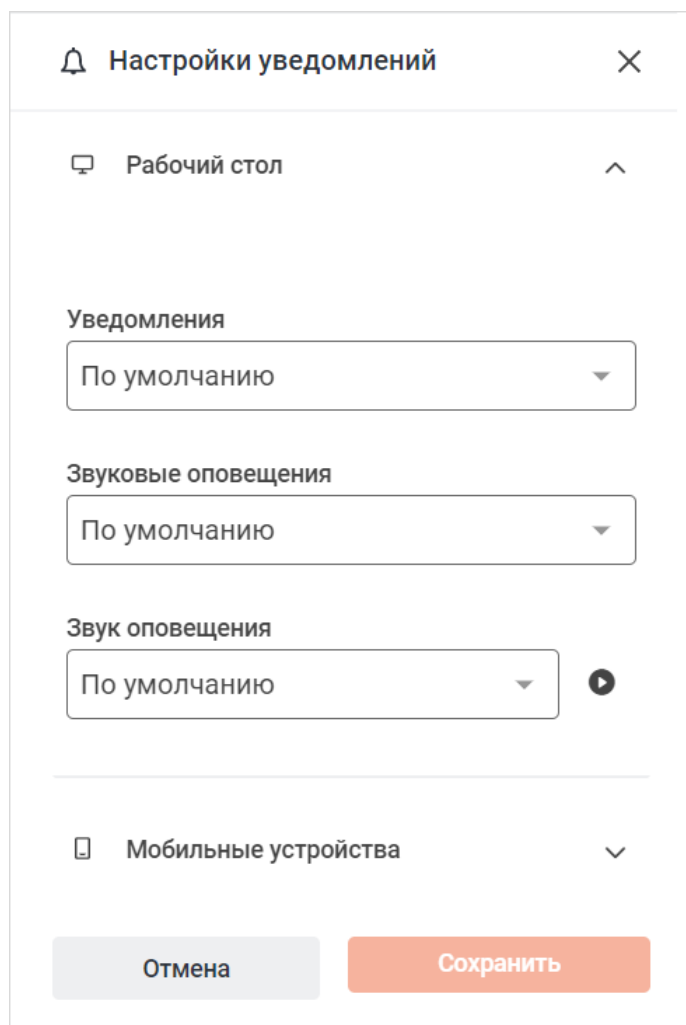 Настройки уведомлений
Рабочий стол
Уведомления
По умолчанию
Звуковые оповещения
По умолчанию
Звук оповещения
По умолчанию
Мобильные устройства
Отмена
Сохранить